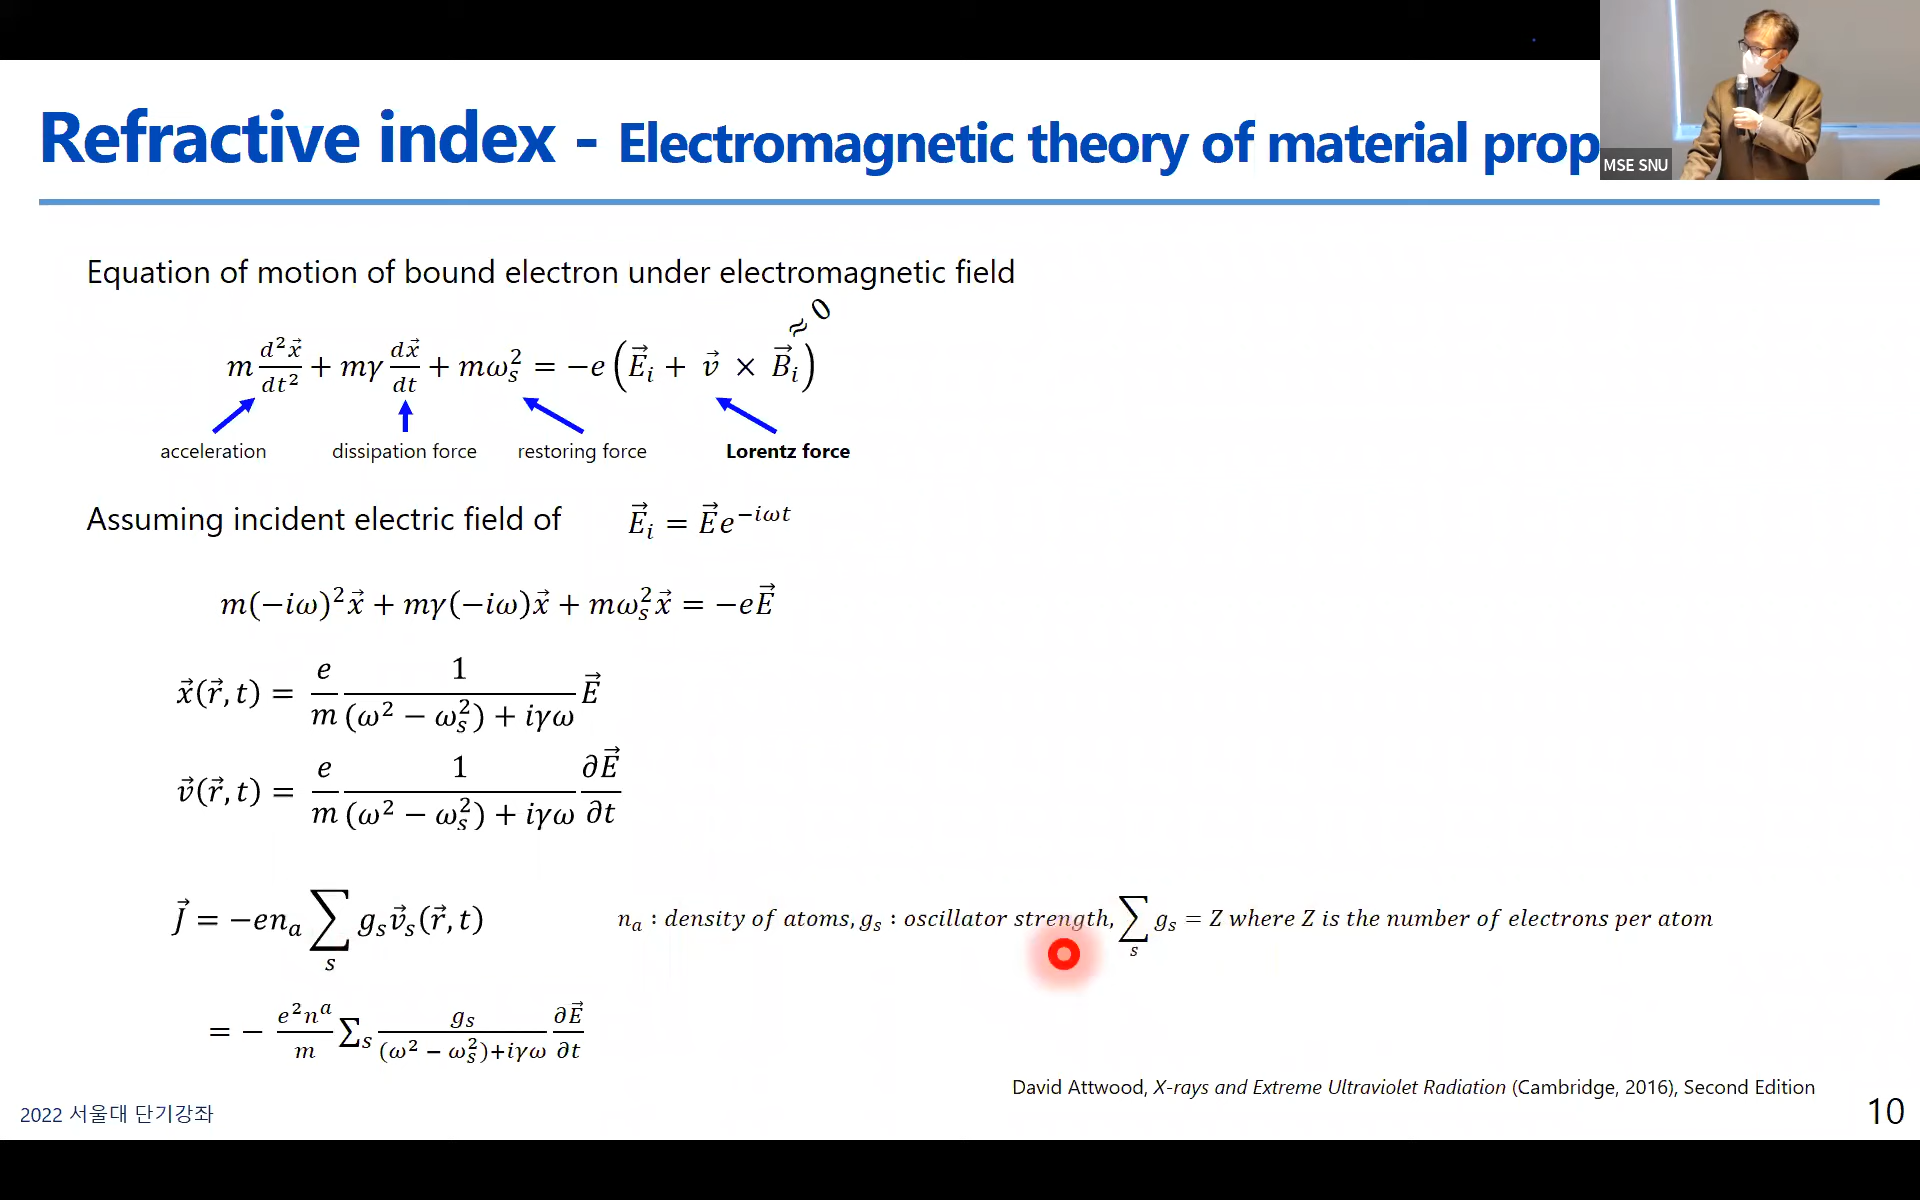 Refractive index - Electromagnetic theory of material prop
MSE SNU
Equation of motion of bound electron under electromagnetic field
≈ 0
m d²x⃗/dt² + mγ dx⃗/dt + mω_s² = −e(E⃗_i + v⃗ × B⃗_i)
acceleration dissipation force restoring force Lorentz force
Assuming incident electric field of E⃗_i = E⃗e^{−iωt}
m(−iω)²x⃗ + mγ(−iω)x⃗ + mω_s²x⃗ = −eE⃗
x⃗(r⃗, t) = e/m 1/((ω² − ω_s²) + iγω) E⃗
v⃗(r⃗, t) = e/m 1/((ω² − ω_s²) + iγω) ∂E⃗/∂t
J⃗ = −en_a ∑_s g_s v⃗_s(r⃗, t) n_a : density of atoms, g_s : oscillator strength, ∑_s g_s = Z where Z is the number of electrons per atom
= − e²n^a/m ∑_s g_s/((ω² − ω_s²)+iγω) ∂E⃗/∂t
David Attwood, X-rays and Extreme Ultraviolet Radiation (Cambridge, 2016), Second Edition
2022 서울대 단기강좌
10